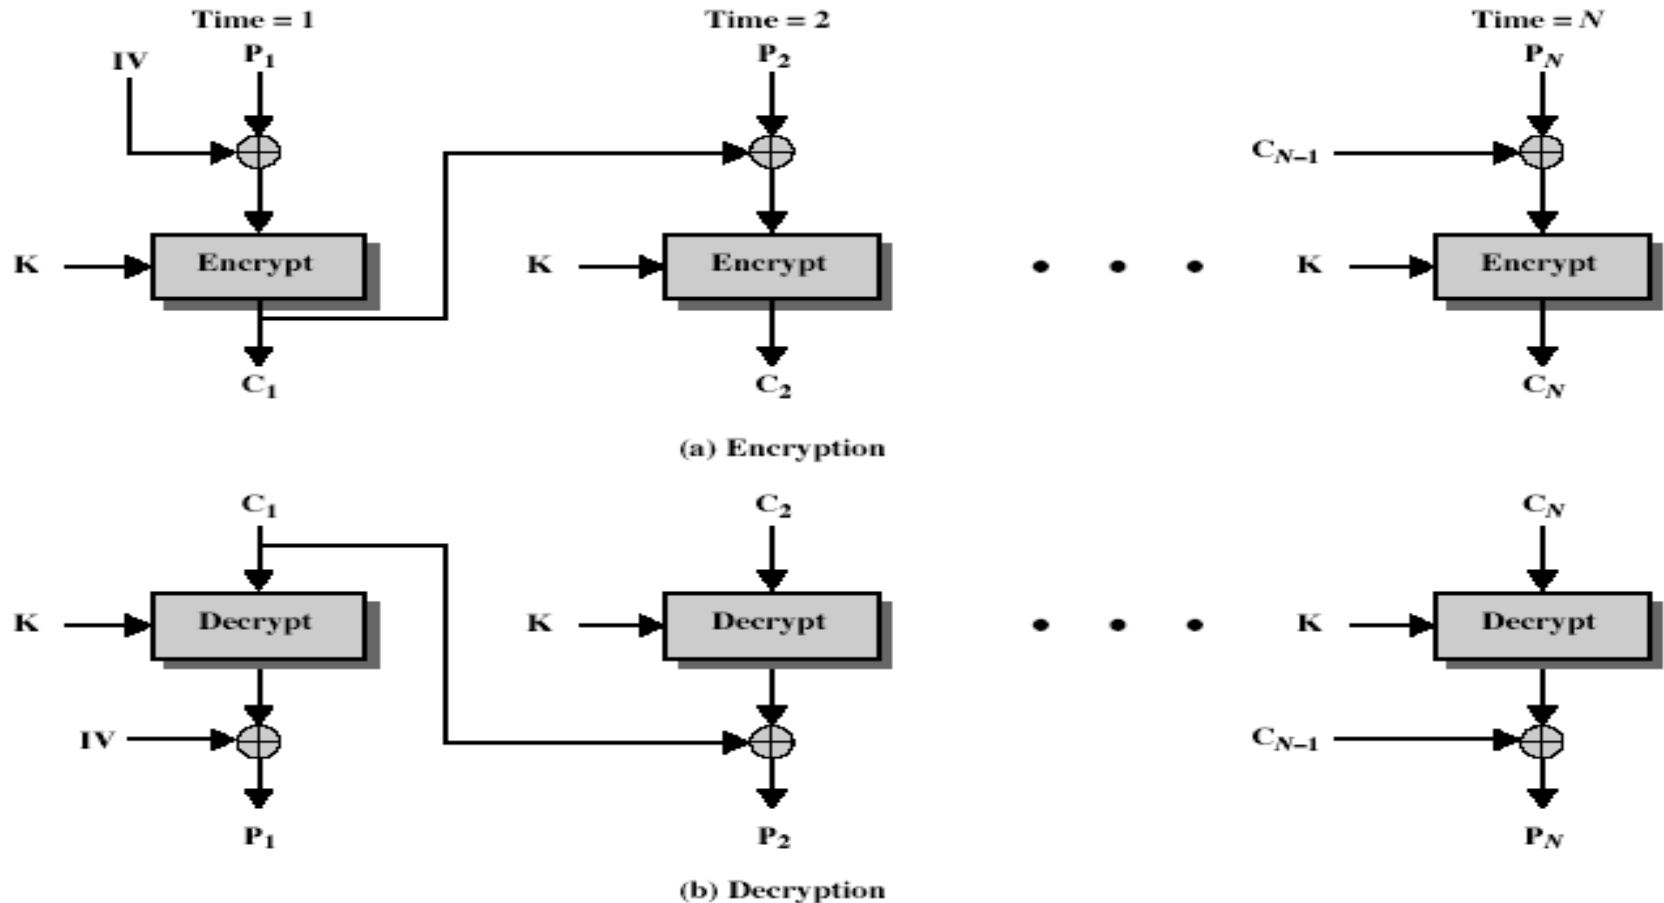 Time = 1 Time = 2 Time = N
IV P1 P2 PN
CN–1
K Encrypt K Encrypt • • • K Encrypt
C1 C2 CN
(a) Encryption
C1 C2 CN
K Decrypt K Decrypt • • • K Decrypt
IV CN–1
P1 P2 PN
(b) Decryption